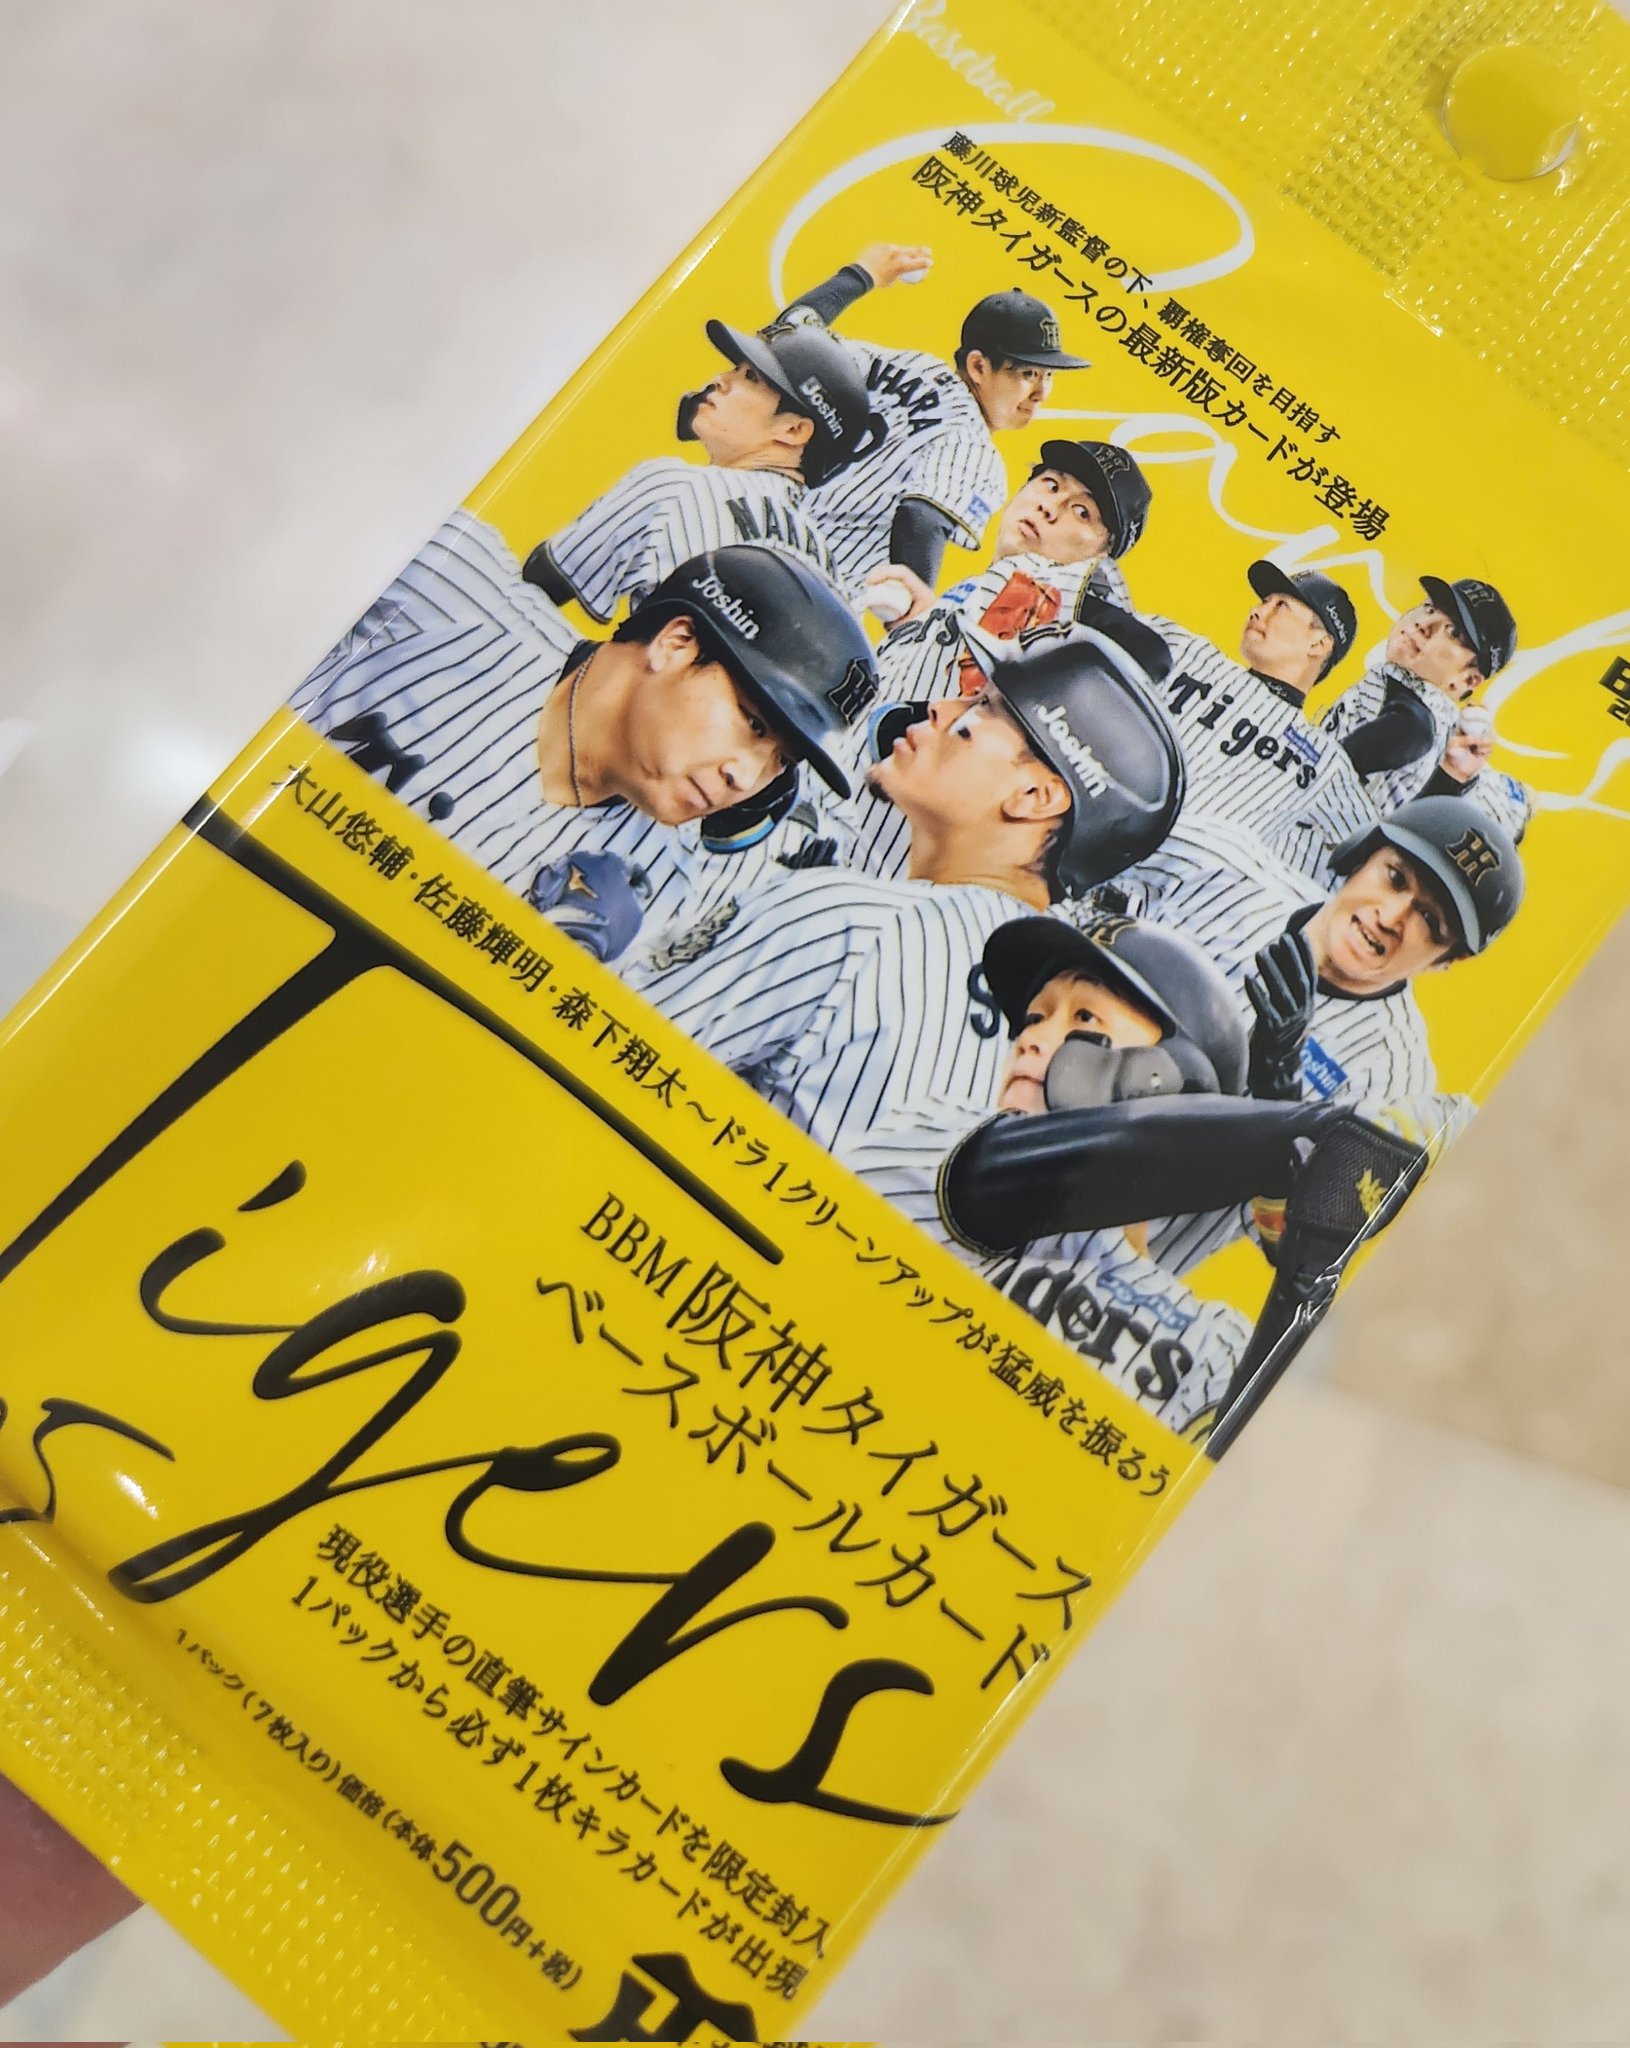 Baseball
藤川球児新監督の下、覇権奪回を目指す
阪神タイガースの最新版カードが登場
Joshin
Joshin
Joshin
Tigers
Joshin
大山悠輔・佐藤輝明・森下翔太〜ドラ1クリーンアップが猛威を振るう
Tigers
BBM 阪神タイガース
ベースボールカード
現役選手の直筆サインカードを限定封入
1パックから必ず1枚キラカードが出現
1パック(7枚入り)価格(本体500円+税)